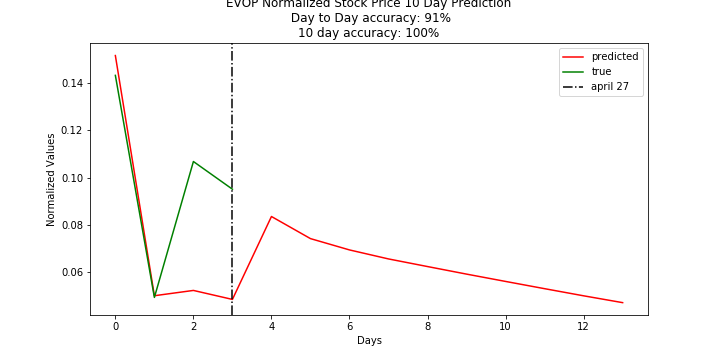 EVOP Normalized Stock Price 10 Day Prediction
Day to Day accuracy: 91%
10 day accuracy: 100%
predicted
true
april 27
0.14
0.12
0.10
0.08
0.06
Normalized Values
0
2
4
6
8
10
12
Days